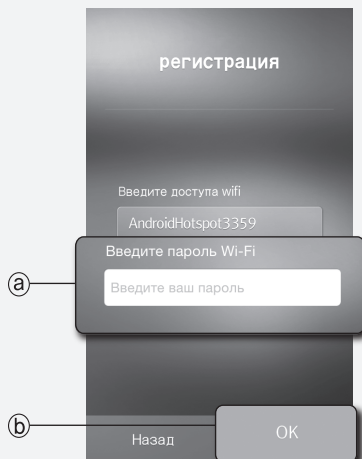 регистрация
Введите доступа wifi
AndroidHotspot3359
Введите пароль Wi-Fi
Введите ваш пароль
a
b
Назад
OK